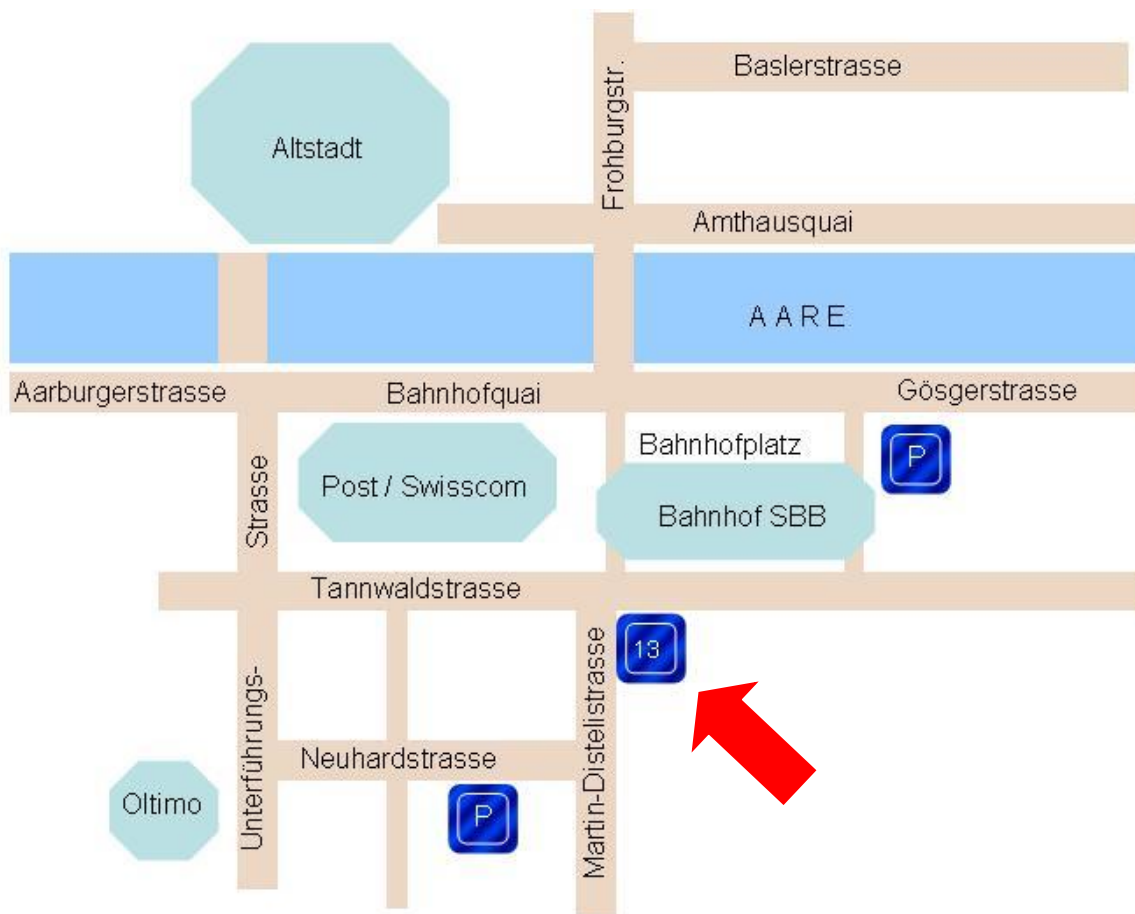 Baslerstrasse
Frohburgstr.
Altstadt
Amthausquai
AARE
Aarburgerstrasse
Bahnhofquai
Gösgerstrasse
Bahnhofplatz
P
Post / Swisscom
Bahnhof SBB
Strasse
Tannwaldstrasse
13
Unterführungs-
Martin-Distelistrasse
Neuhardstrasse
Oltimo
P